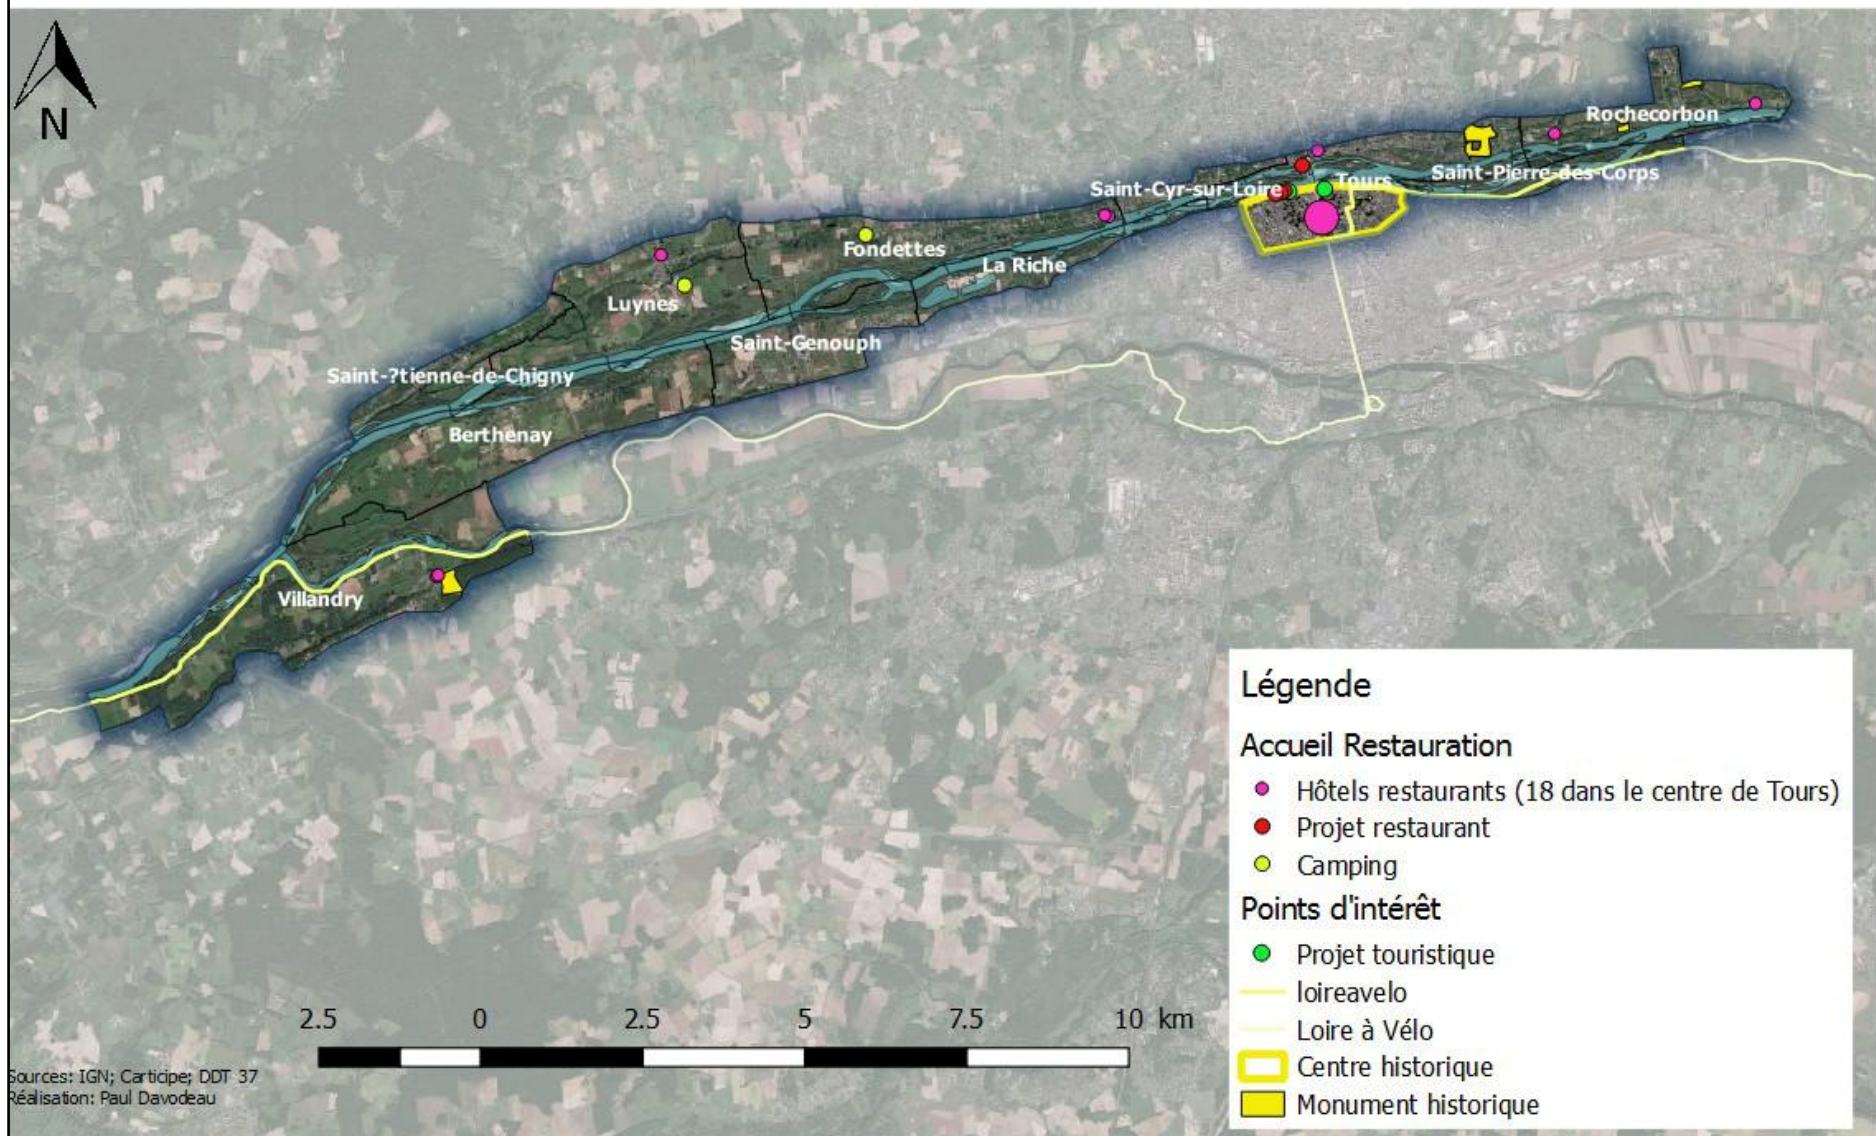 N
Rochecorbon
Saint-Pierre-des-Corps
Tours
Saint-Cyr-sur-Loire
Fondettes
La Riche
Luynes
Saint-Genouph
Saint-?tienne-de-Chigny
Berthenay
Villandry
Légende
Accueil Restauration
Hôtels restaurants (18 dans le centre de Tours)
Projet restaurant
Camping
Points d'intérêt
Projet touristique
loireavelo
Loire à Vélo
Centre historique
Monument historique
2.5 0 2.5 5 7.5 10 km
Sources: IGN; Carticipe; DDT 37
Réalisation: Paul Davodeau